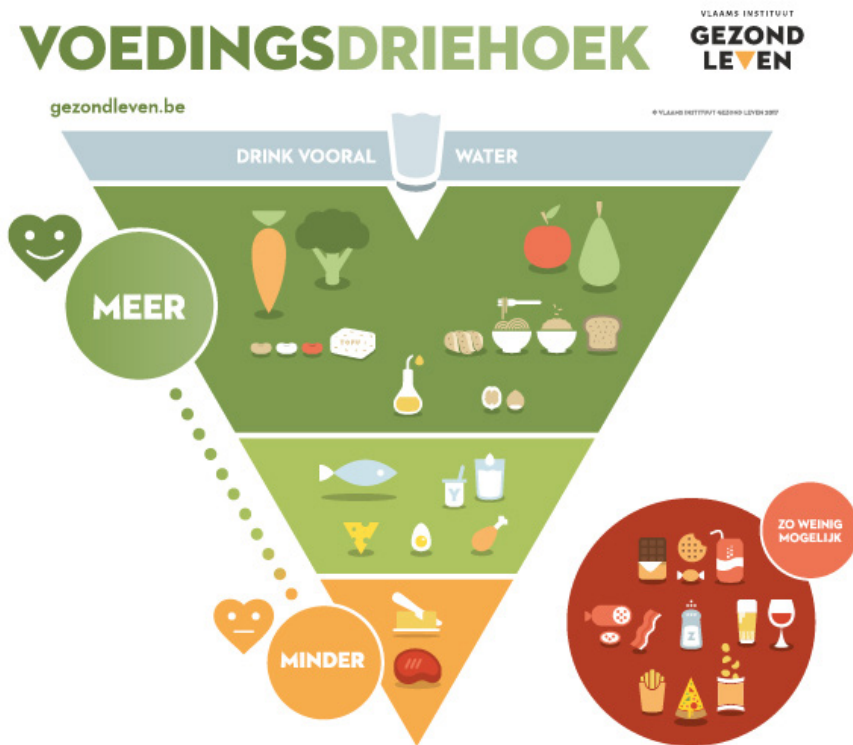 VOEDINGSDRIEHOEK
VLAAMS INSTITUUT
GEZOND
LEVEN
gezondleven.be
© VLAAMS INSTITUUT GEZOND LEVEN 2017
DRINK VOORAL WATER
MEER
TOFU
Y
MINDER
ZO WEINIG
MOGELIJK
Z